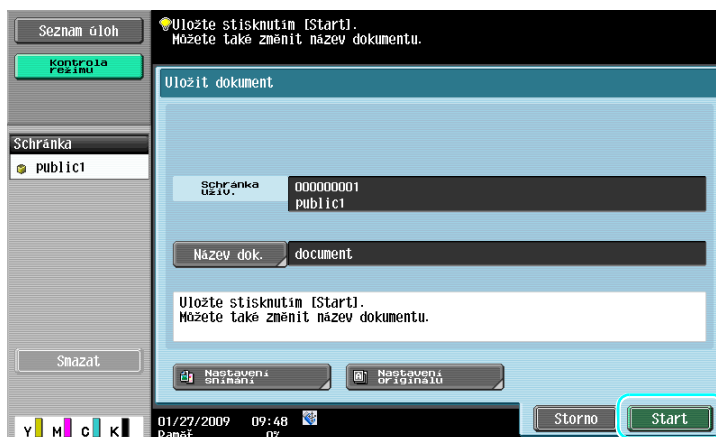 Seznam úloh
Kontrola
režimu
Uložte stisknutím [Start].
Můžete také změnit název dokumentu.
Uložit dokument
Schránka
public1
Schránka
uživ.
000000001
public1
Název dok.
document
Uložte stisknutím [Start].
Můžete také změnit název dokumentu.
Smazat
Nastavení
snímání
Nastavení
originálu
Y M C K
01/27/2009 09:48
Paměť 0%
Storno
Start